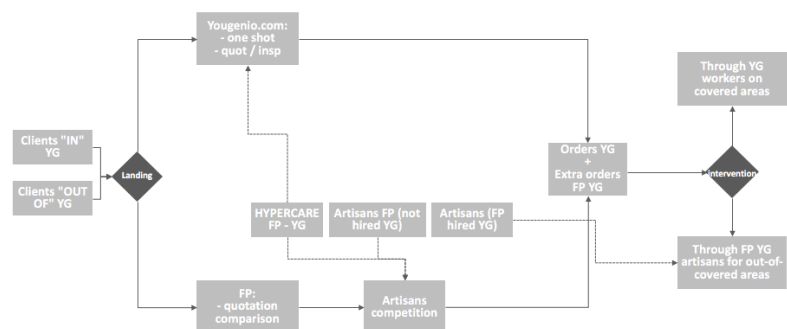 Yougenio.com:
- one shot
- quot / insp
Through YG
workers on
covered areas
Clients "IN"
YG
Clients "OUT
OF" YG
Landing
Orders YG
+
Extra orders
FP YG
Intervention
HYPERCARE
FP - YG
Artisans FP (not
hired YG)
Artisans (FP
hired YG)
Through FP YG
artisans for out-of-
covered areas
FP:
- quotation
comparison
Artisans
competition